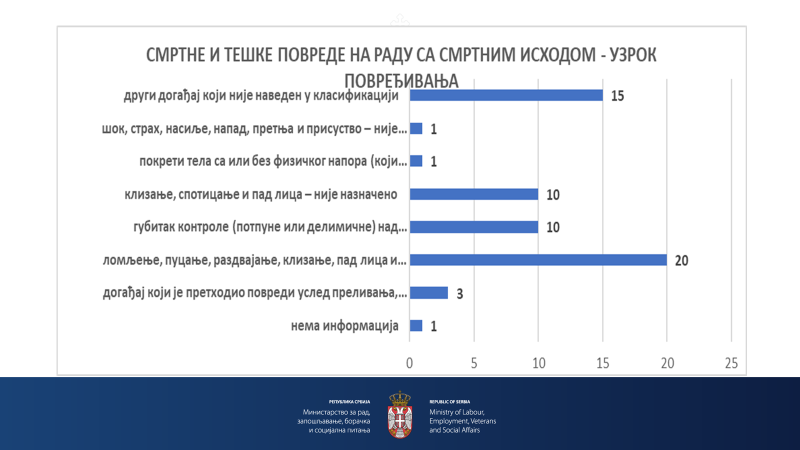 СМРТНЕ И ТЕШКЕ ПОВРЕДЕ НА РАДУ СА СМРТНИМ ИСХОДОМ - УЗРОК
ПОВРЕЂИВАЊА
други догађај који није наведен у класификацији 15
шок, страх, насиље, напад, претња и присуство – није... 1
покрети тела са или без физичког напора (који... 1
клизање, спотицање и пад лица – није назначено 10
губитак контроле (потпуне или делимичне) над... 10
ломљење, пуцање, раздвајање, клизање, пад лица и... 20
догађај који је претходио повреди услед преливања,... 3
нема информација 1
0 5 10 15 20 25
РЕПУБЛИКА СРБИЈА
Министарство за рад,
запошљавање, борачка
и социјална питања
REPUBLIC OF SERBIA
Ministry of Labour,
Employment, Veterans
and Social Affairs